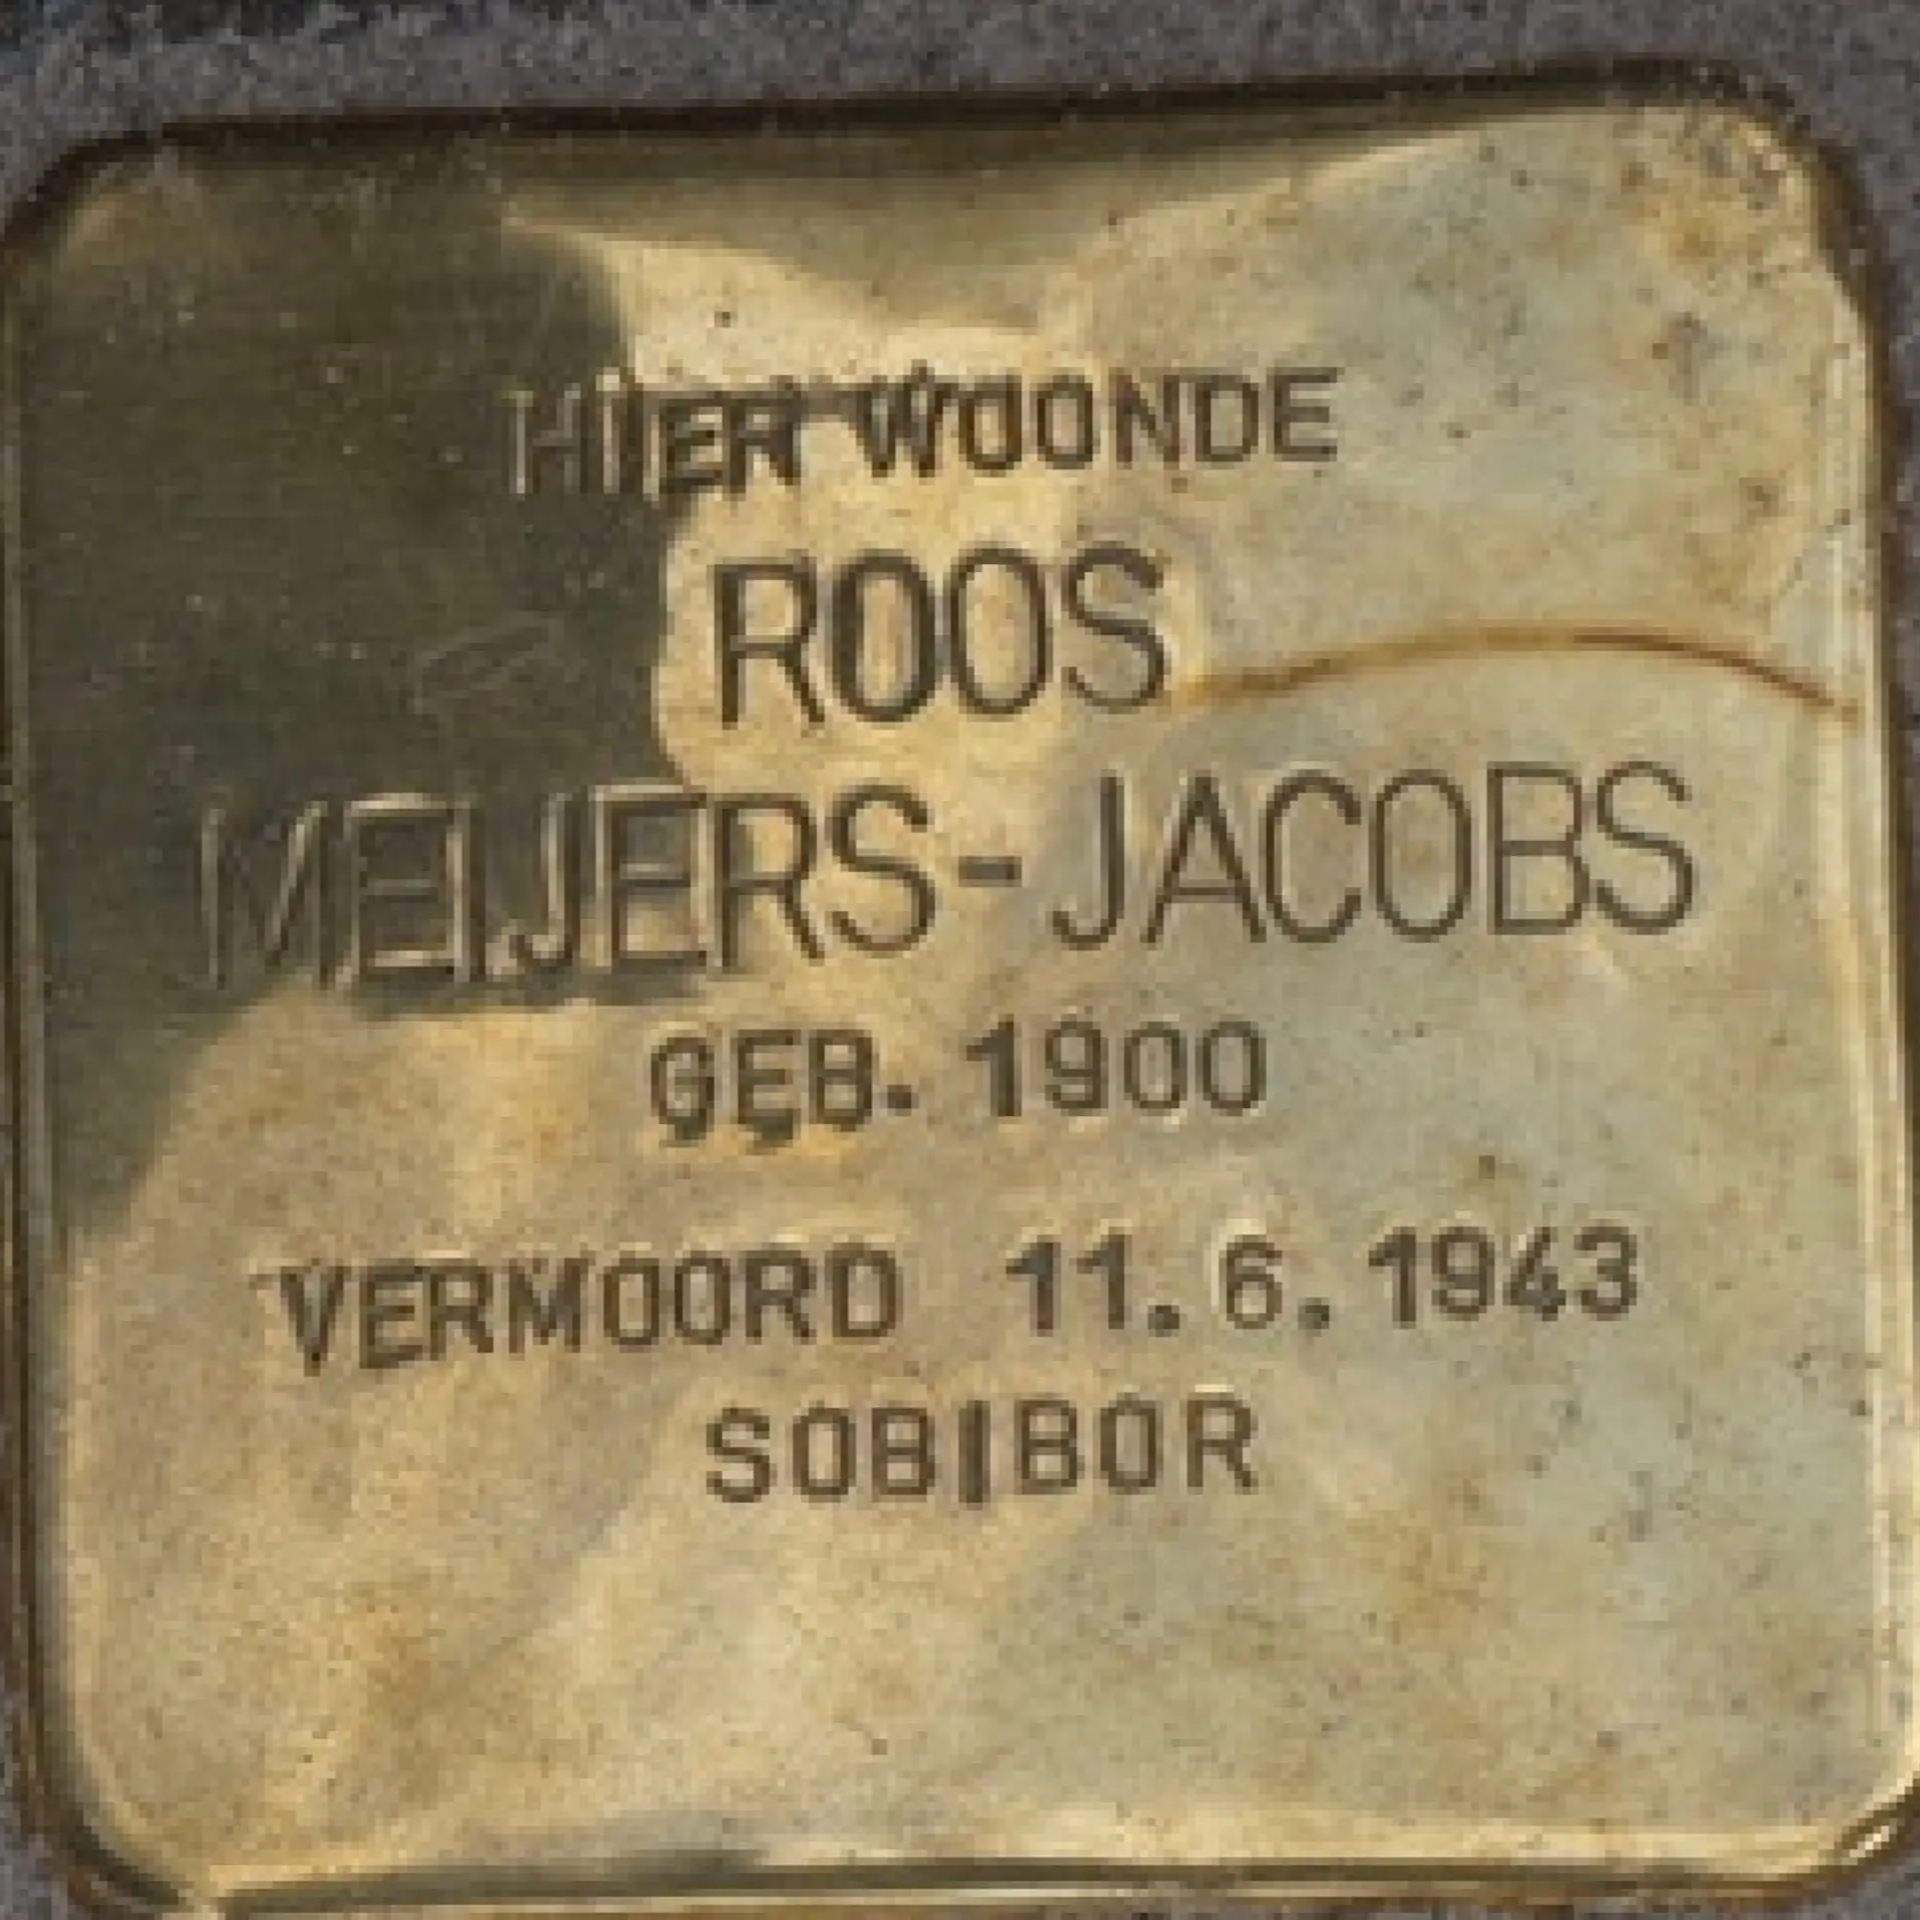 HIER WOONDE
ROOS
MEIJERS-JACOBS
GEB. 1900
VERMOORD 11.6.1943
SOBIBOR